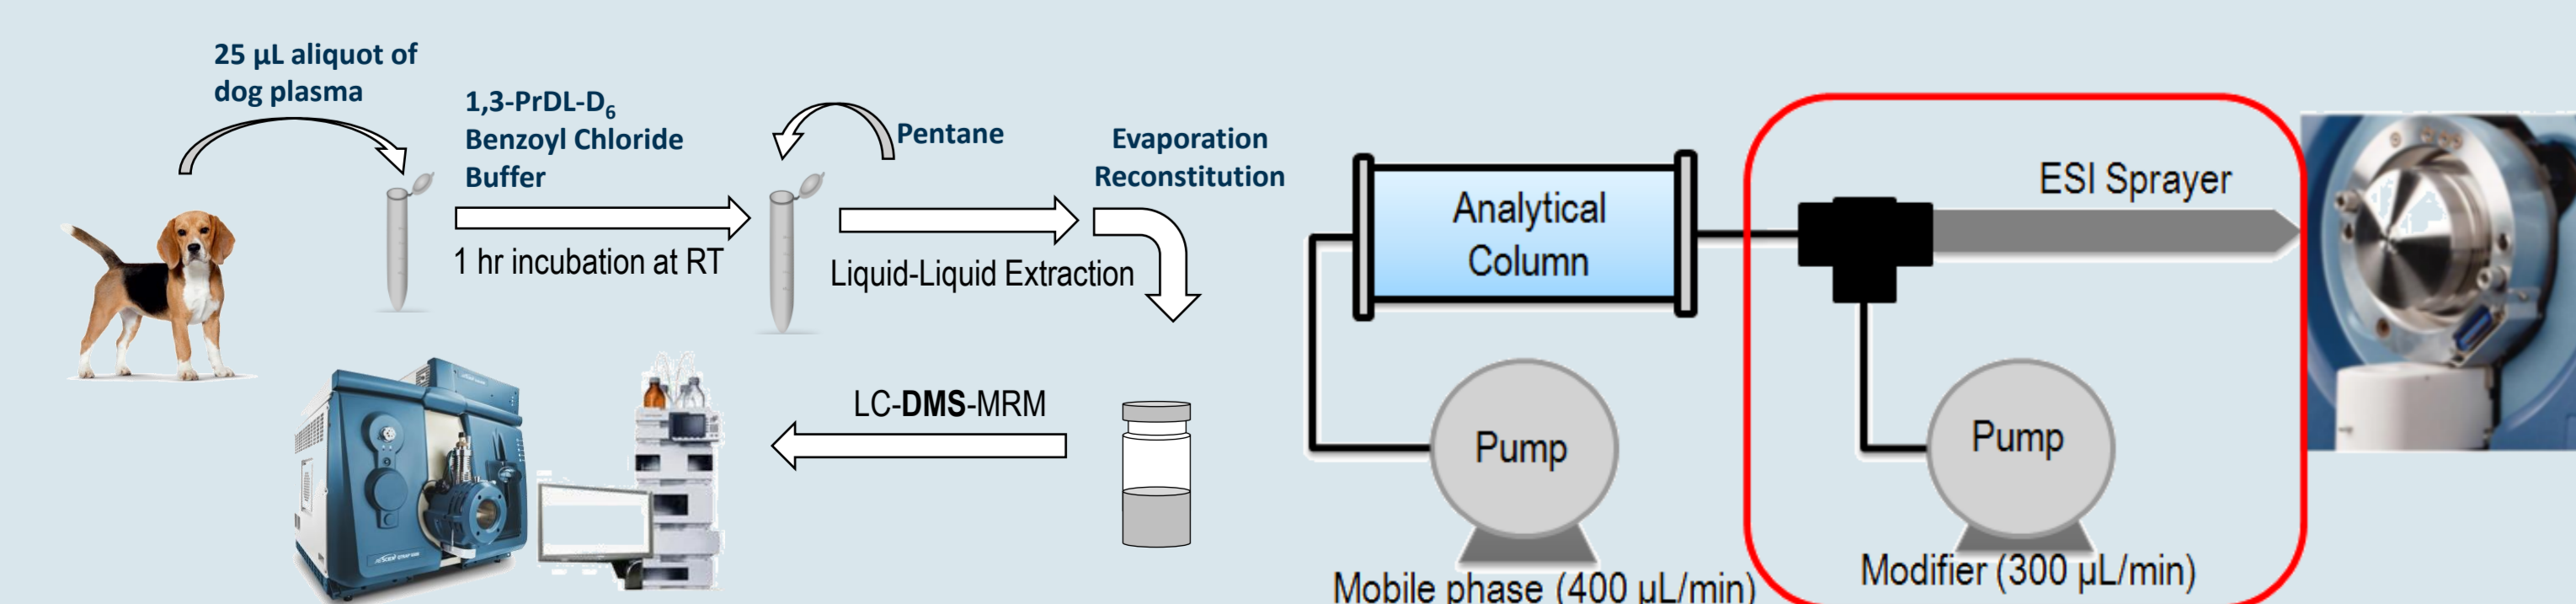 25 µL aliquot of
dog plasma
1,3-PrDL-D₆
Benzoyl Chloride
Buffer
1 hr incubation at RT
Pentane
Liquid-Liquid Extraction
Evaporation
Reconstitution
LC-DMS-MRM
Analytical
Column
ESI Sprayer
Pump
Pump
Mobile phase (400 µL/min)
Modifier (300 µL/min)